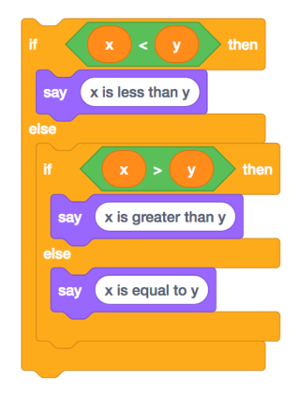 if x < y then
say x is less than y
else
if x > y then
say x is greater than y
else
say x is equal to y